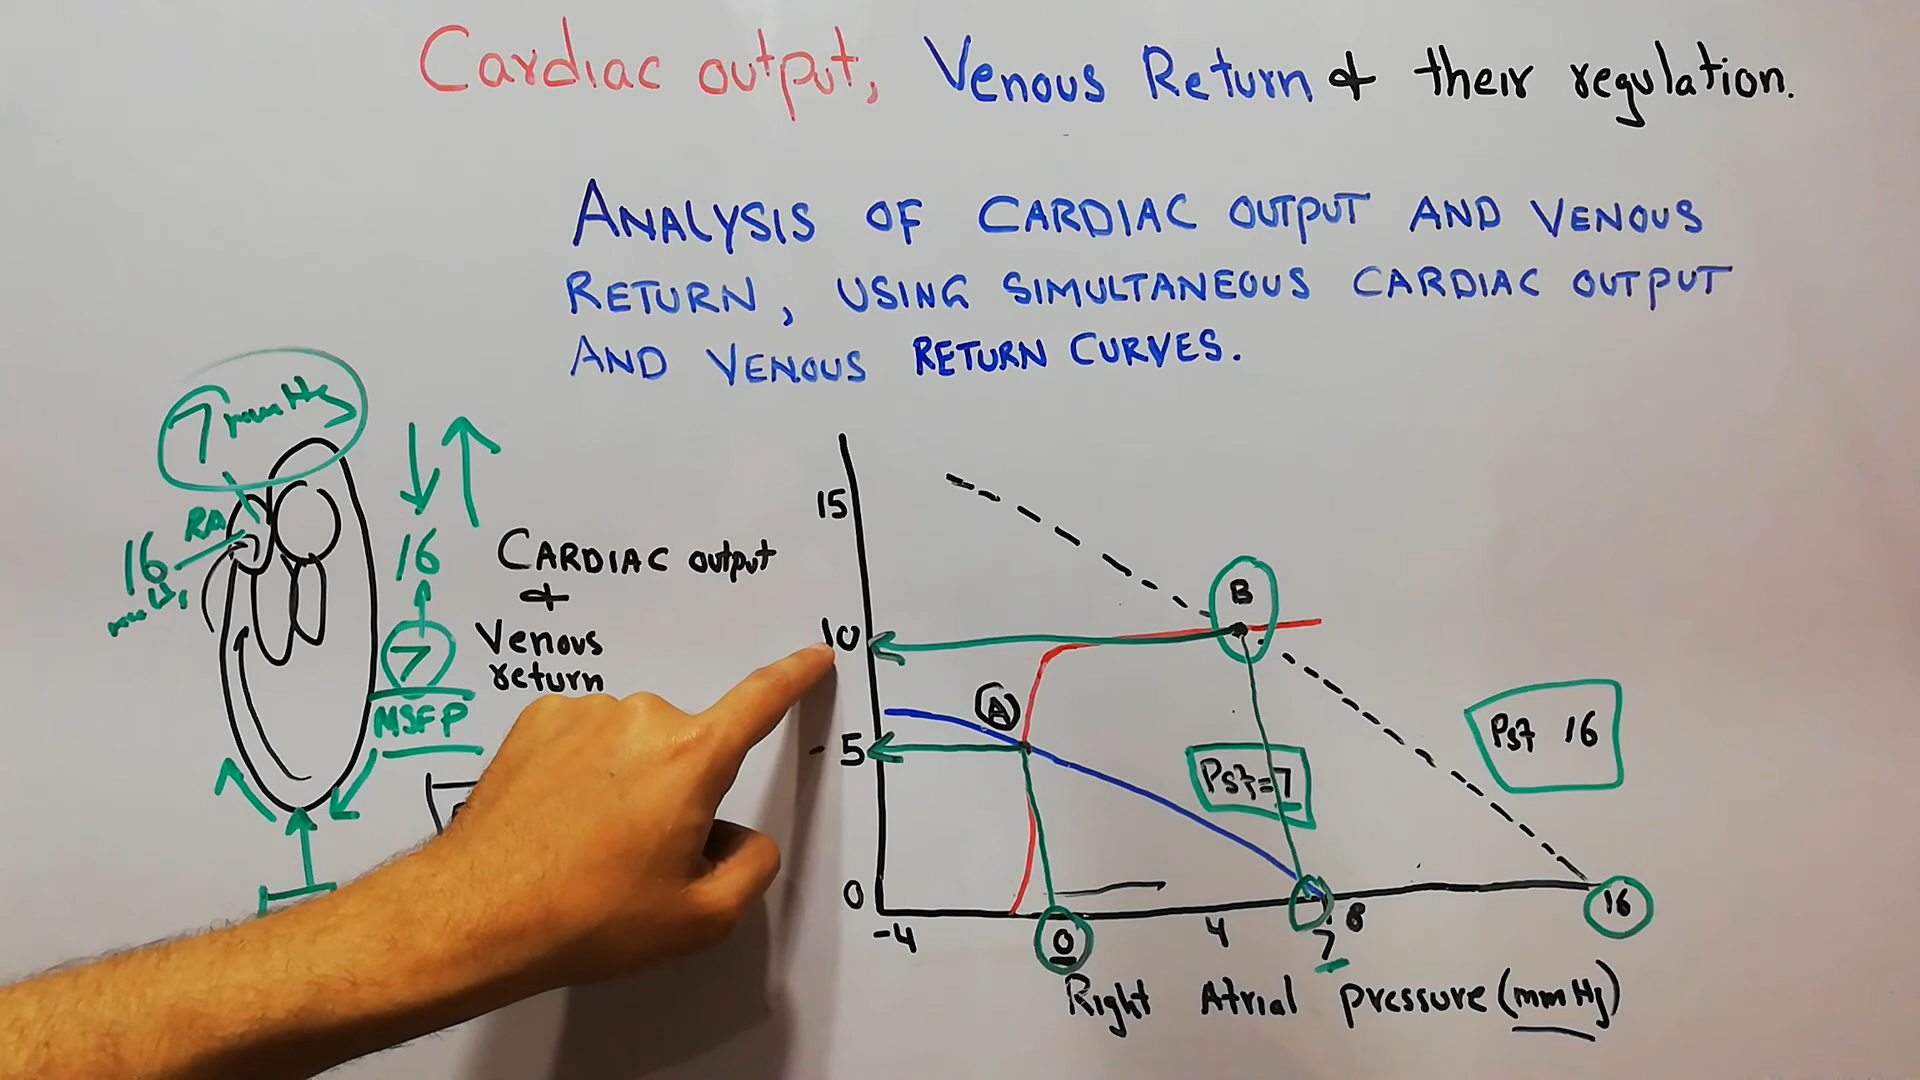 Cardiac output, Venous Return & their regulation.
ANALYSIS OF CARDIAC OUTPUT AND VENOUS
RETURN, USING SIMULTANEOUS CARDIAC OUTPUT
AND VENOUS RETURN CURVES.
7 mmHg
RA
16
mmHg
16
7
MSFP
CARDIAC output
&
Venous
return
15
10
5
0
A
B
Psf=7
Psf 16
-4
0
4
7
8
16
Right Atrial pressure (mmHg)